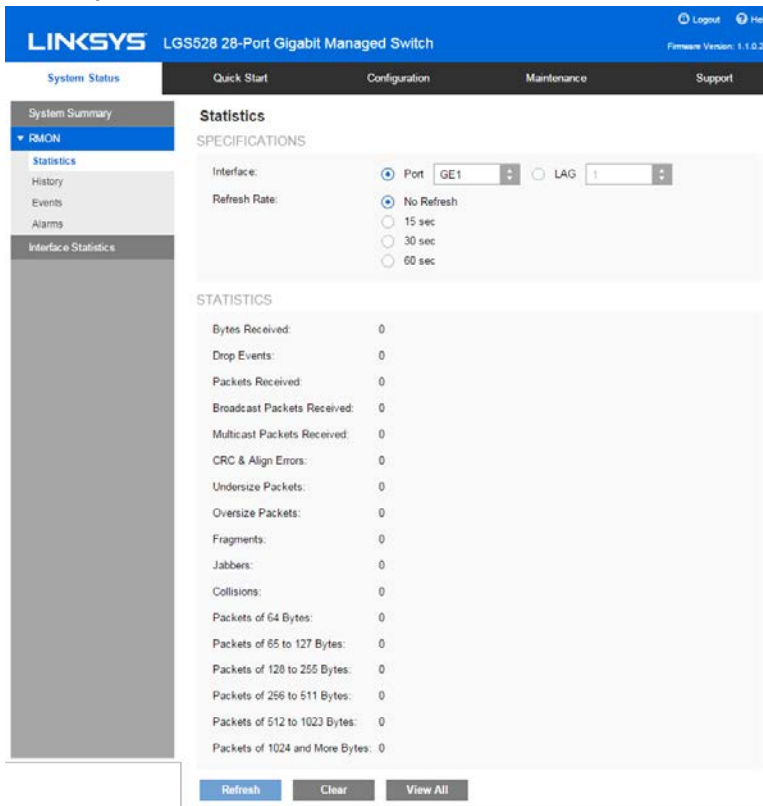 Logout He
LINKSYS LGS528 28-Port Gigabit Managed Switch
Firmware Version: 1.1.0.2
System Status Quick Start Configuration Maintenance Support
System Summary
RMON
Statistics
History
Events
Alarms
Interface Statistics
Statistics
SPECIFICATIONS
Interface: Port GE1 LAG 1
Refresh Rate: No Refresh
15 sec
30 sec
60 sec
STATISTICS
Bytes Received: 0
Drop Events: 0
Packets Received: 0
Broadcast Packets Received: 0
Multicast Packets Received: 0
CRC & Align Errors: 0
Undersize Packets: 0
Oversize Packets: 0
Fragments: 0
Jabbers: 0
Collisions: 0
Packets of 64 Bytes: 0
Packets of 65 to 127 Bytes: 0
Packets of 128 to 255 Bytes: 0
Packets of 256 to 511 Bytes: 0
Packets of 512 to 1023 Bytes: 0
Packets of 1024 and More Bytes: 0
Refresh Clear View All